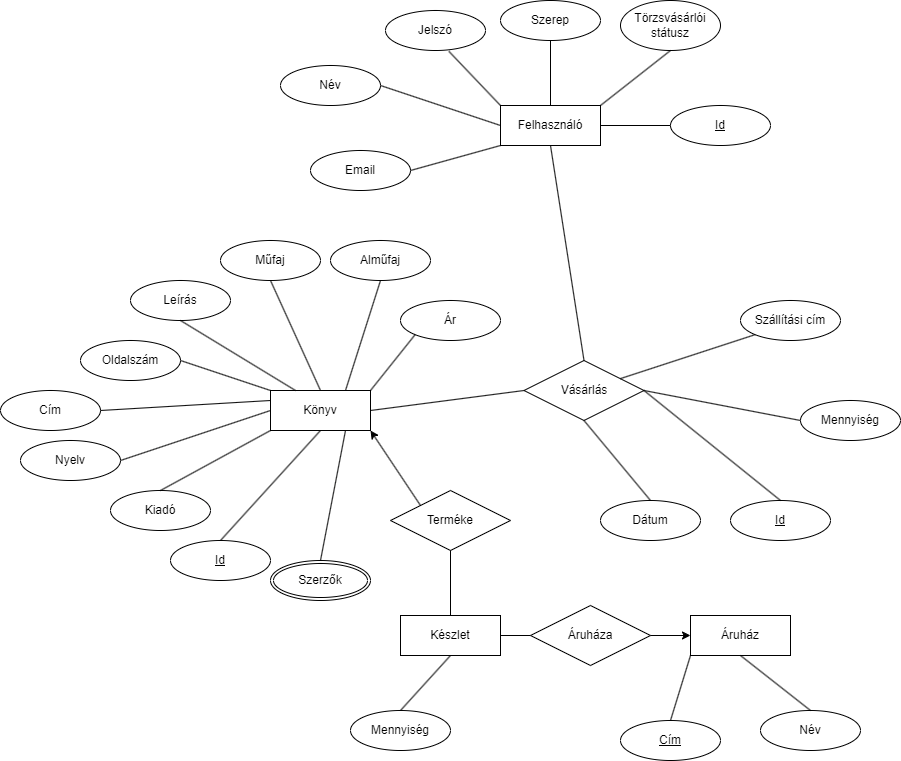 Szerep
Törzsvásárlói
státusz
Jelszó
Név
Felhasználó
Id
Email
Műfaj
Alműfaj
Leírás
Ár
Szállítási cím
Oldalszám
Vásárlás
Cím
Könyv
Mennyiség
Nyelv
Kiadó
Terméke
Dátum
Id
Id
Szerzők
Készlet
Áruháza
Áruház
Mennyiség
Cím
Név